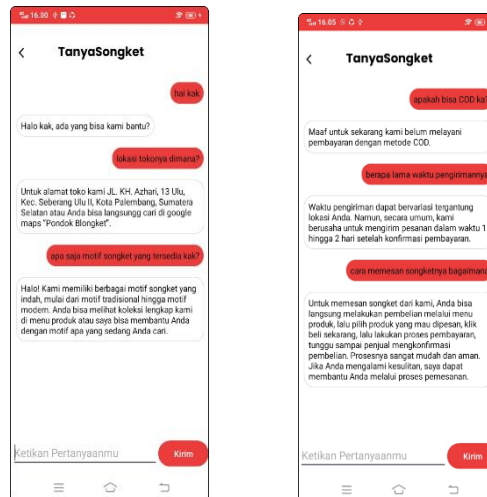 16.00
TanyaSongket
hai kak
Halo kak, ada yang bisa kami bantu?
lokasi tokonya dimana?
Untuk alamat toko kami JL. KH. Azhari, 13 Ulu,
Kec. Seberang Ulu II, Kota Palembang, Sumatera
Selatan atau Anda bisa langsungg cari di google
maps "Pondok Blongket".
apa saja motif songket yang tersedia kak?
Halo! Kami memiliki berbagai motif songket yang
indah, mulai dari motif tradisional hingga motif
modern. Anda bisa melihat koleksi lengkap kami
di menu produk atau saya bisa membantu Anda
dengan motif apa yang sedang Anda cari.
Ketikan Pertanyaanmu
Kirim
16.05
TanyaSongket
apakah bisa COD ka?
Maaf untuk sekarang kami belum melayani
pembayaran dengan metode COD.
berapa lama waktu pengirimannya
Waktu pengiriman dapat bervariasi tergantung
lokasi Anda. Namun, secara umum, kami
berusaha untuk mengirim pesanan dalam waktu 1
hingga 2 hari setelah konfirmasi pembayaran.
cara memesan songketnya bagaimana
Untuk memesan songket dari kami, Anda bisa
langsung melakukan pembelian melalui menu
produk, lalu pilih produk yang mau dipesan, klik
beli sekarang, lalu lakukan proses pembayaran,
tunggu sampai penjual mengkonfirmasi
pembelian. Prosesnya sangat mudah dan aman.
Jika Anda mengalami kesulitan, saya dapat
membantu Anda melalui proses pemesanan.
Ketikan Pertanyaanmu
Kirim